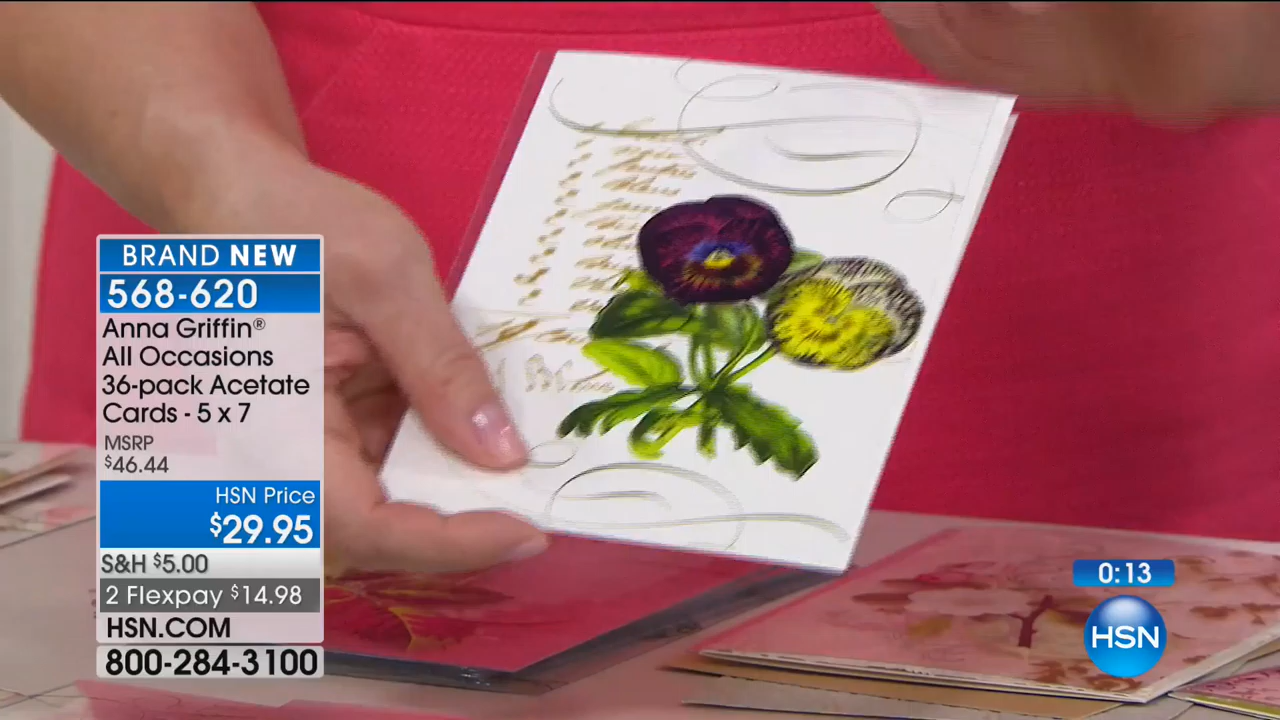 BRAND NEW
568-620
Anna Griffin®
All Occasions
36-pack Acetate
Cards - 5 x 7
MSRP
$46.44
HSN Price
$29.95
S&H $5.00
2 Flexpay $14.98
HSN.COM
800-284-3100
0:13
HSN